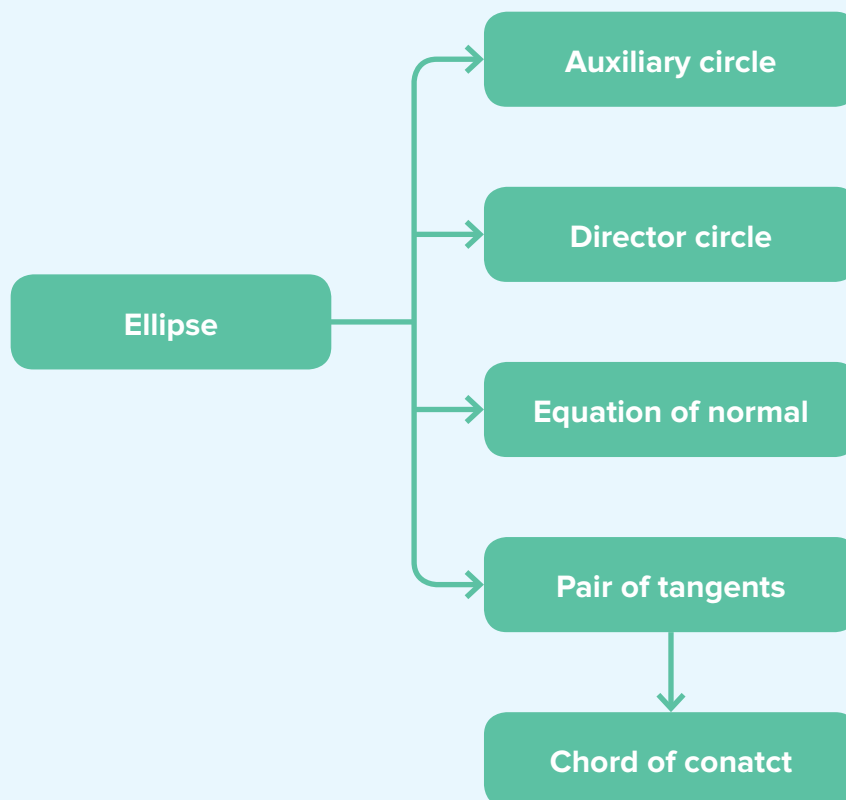 Auxiliary circle
Director circle
Ellipse
Equation of normal
Pair of tangents
Chord of conatct